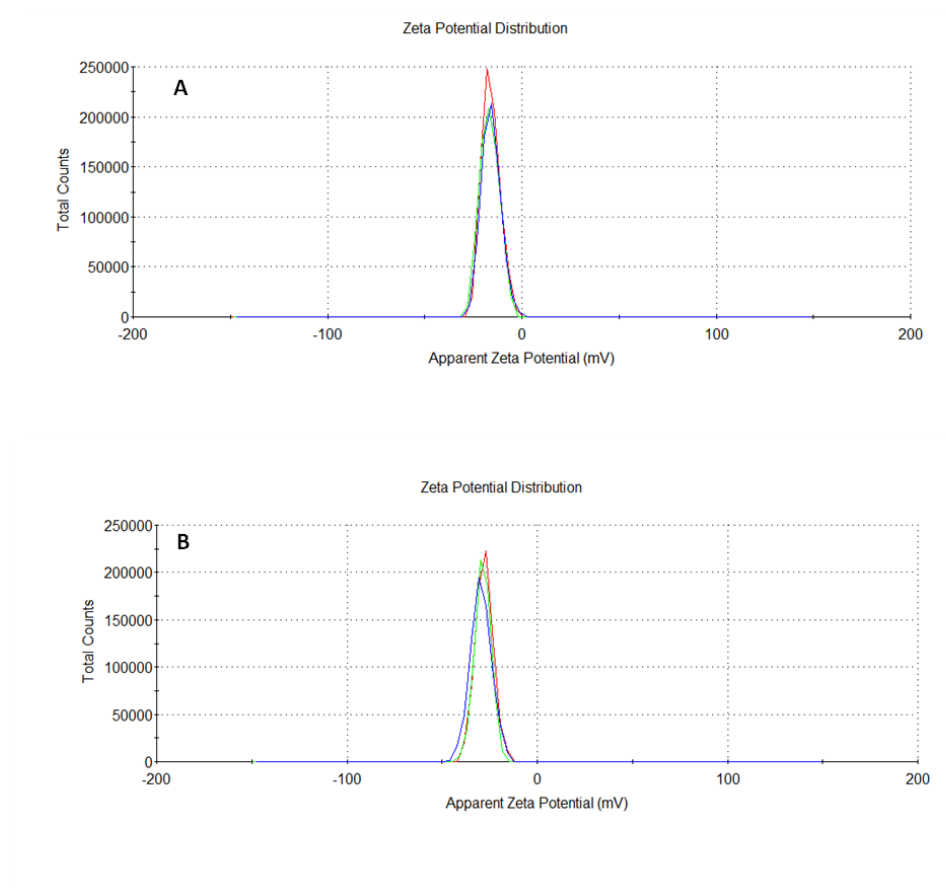 Zeta Potential Distribution
A
250000
200000
150000
100000
50000
0
Total Counts
-200 -100 0 100 200
Apparent Zeta Potential (mV)
Zeta Potential Distribution
B
250000
200000
150000
100000
50000
0
Total Counts
-200 -100 0 100 200
Apparent Zeta Potential (mV)